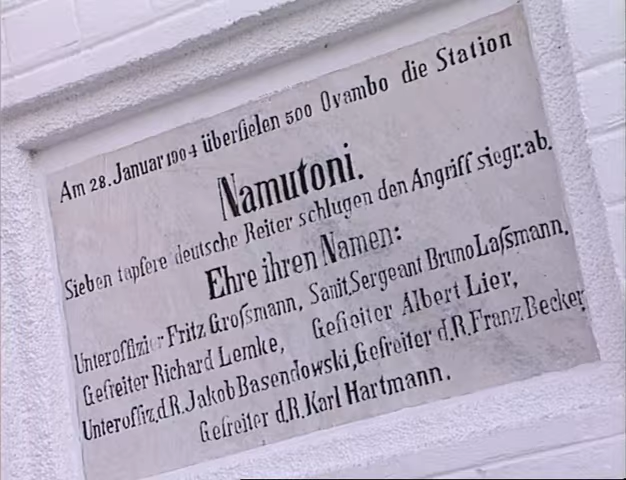 Am 28. Januar 1904 überfielen 500 Ovambo die Station
Namutoni.
Sieben tapfere deutsche Reiter schlugen den Angriff siegr. ab.
Ehre ihren Namen:
Unteroffizier Fritz Groſsmann, Sanit. Sergeant Bruno Laſsmann,
Gefreiter Richard Lemke, Gefreiter Albert Lier,
Unteroffiz. d.R. Jakob Basendowski, Gefreiter d.R. Franz Becker,
Gefreiter d.R. Karl Hartmann.